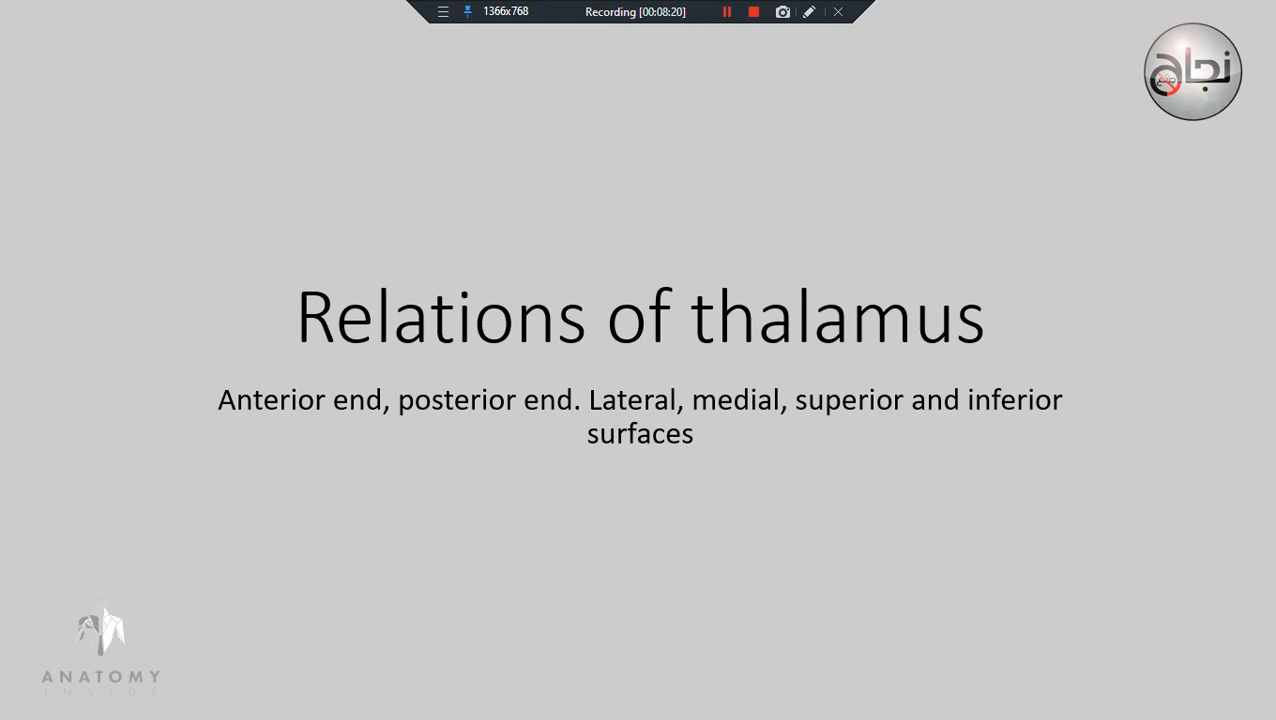 1366x768
Recording [00:08:20]
نجاح
Relations of thalamus
Anterior end, posterior end. Lateral, medial, superior and inferior
surfaces
ANATOMY
INSIDE